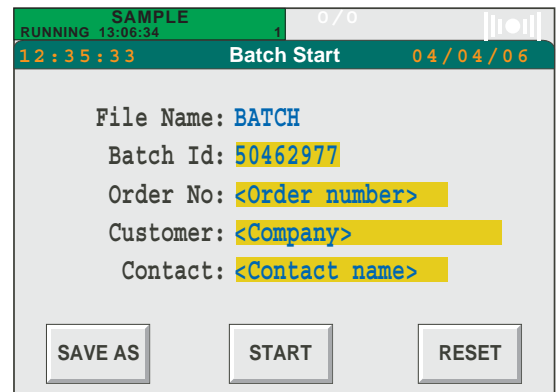 SAMPLE 0/0
RUNNING 13:06:34 1
12:35:33 Batch Start 04/04/06
File Name: BATCH
Batch Id: 50462977
Order No: <Order number>
Customer: <Company>
Contact: <Contact name>
SAVE AS START RESET